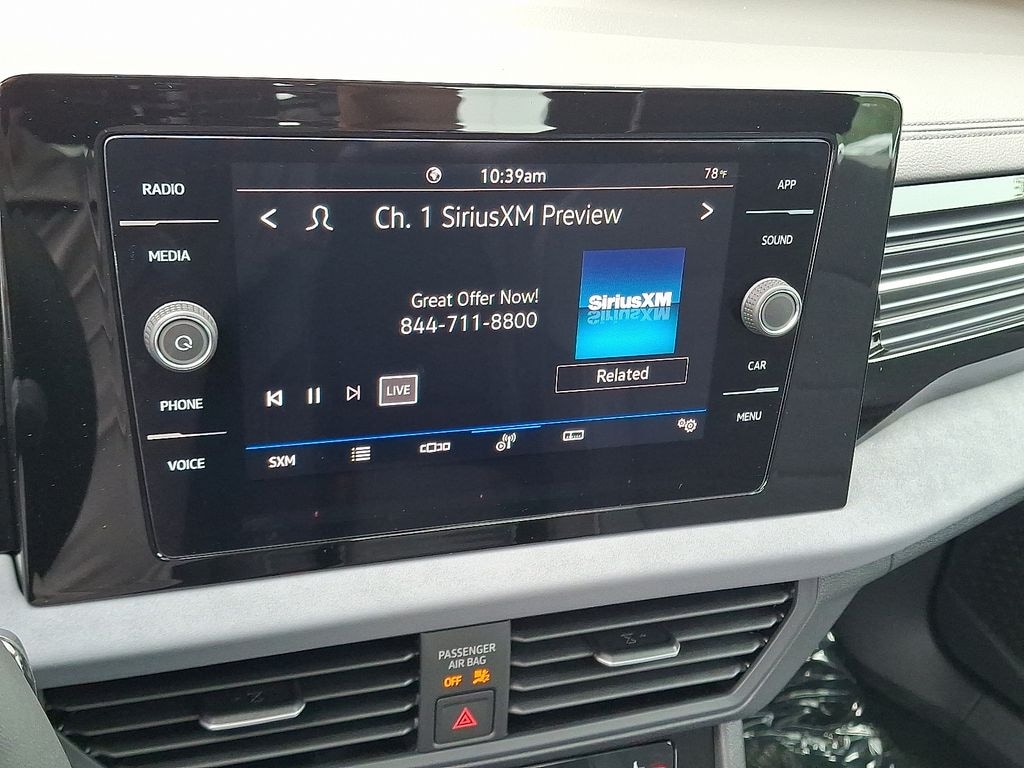 RADIO
MEDIA
PHONE
VOICE
10:39am
78°F
Ch. 1 SiriusXM Preview
Great Offer Now!
844-711-8800
SiriusXM
Related
LIVE
SXM
APP
SOUND
CAR
MENU
PASSENGER
AIR BAG
OFF